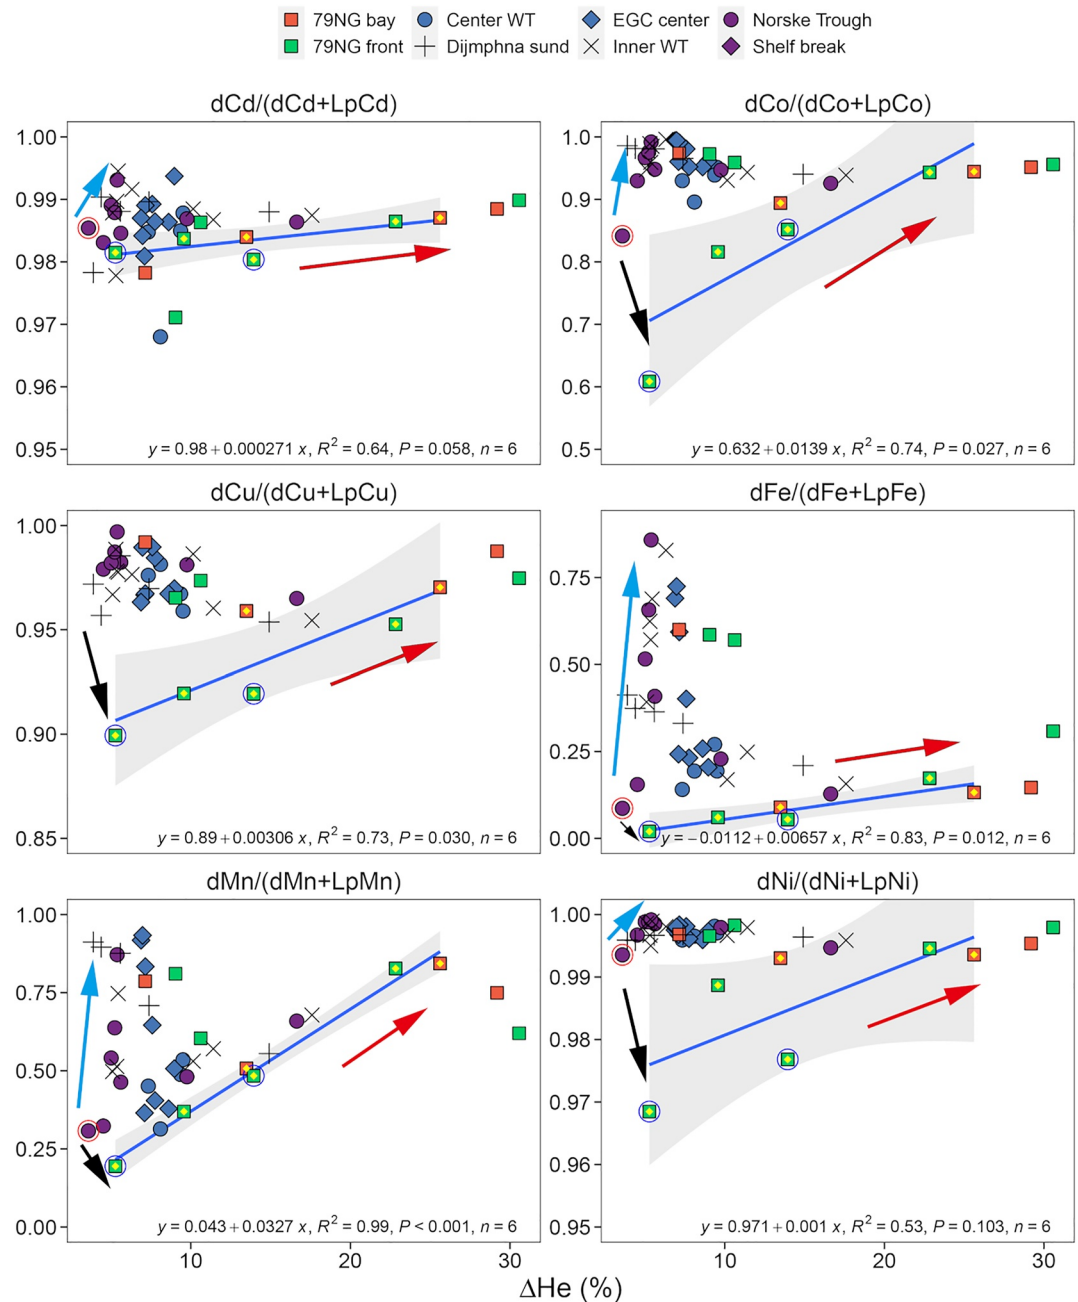 79NG bay Center WT EGC center Norske Trough
79NG front Dijmphna sund Inner WT Shelf break
dCd/(dCd+LpCd)
1.00
0.99
0.98
0.97
0.96
0.95
y = 0.98 + 0.000271 x, R² = 0.64, P = 0.058, n = 6
dCo/(dCo+LpCo)
1.0
0.9
0.8
0.7
0.6
0.5
y = 0.632 + 0.0139 x, R² = 0.74, P = 0.027, n = 6
dCu/(dCu+LpCu)
1.00
0.95
0.90
0.85
y = 0.89 + 0.00306 x, R² = 0.73, P = 0.030, n = 6
dFe/(dFe+LpFe)
0.75
0.50
0.25
0.00
y = −0.0112 + 0.00657 x, R² = 0.83, P = 0.012, n = 6
dMn/(dMn+LpMn)
1.00
0.75
0.50
0.25
0.00
y = 0.043 + 0.0327 x, R² = 0.99, P < 0.001, n = 6
10 20 30
dNi/(dNi+LpNi)
1.00
0.99
0.98
0.97
0.96
0.95
y = 0.971 + 0.001 x, R² = 0.53, P = 0.103, n = 6
10 20 30
ΔHe (%)